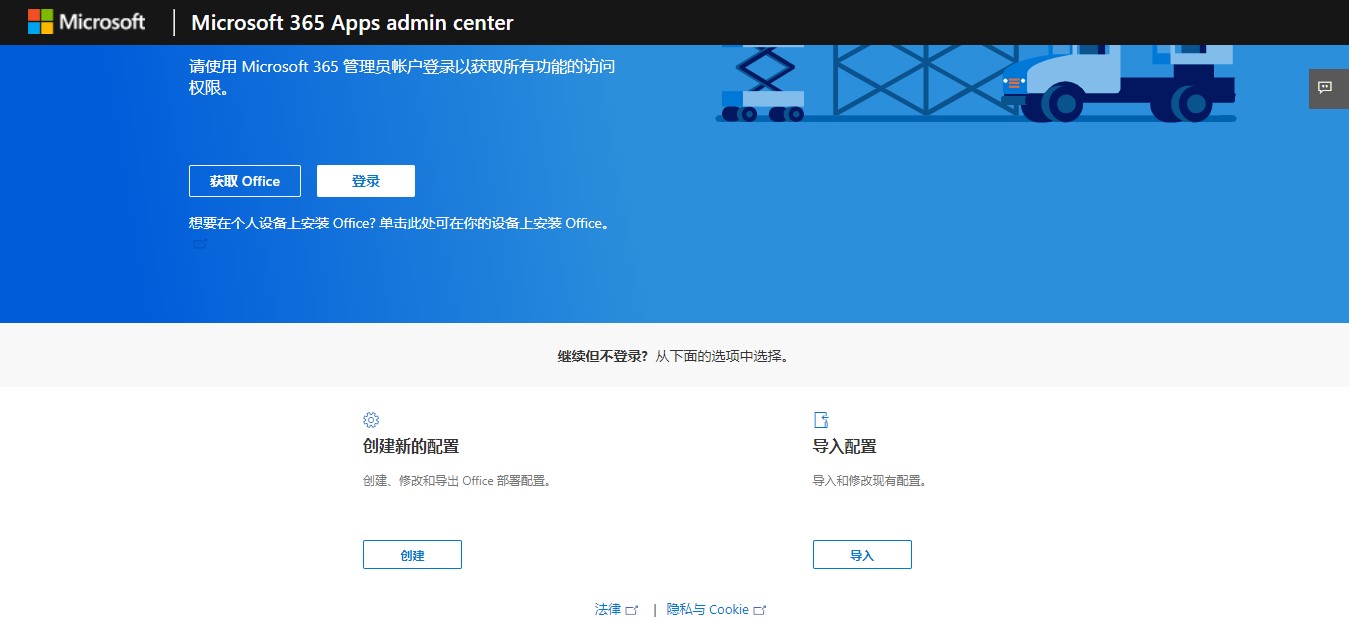 Microsoft | Microsoft 365 Apps admin center
请使用 Microsoft 365 管理员帐户登录以获取所有功能的访问
权限。
获取 Office 登录
想要在个人设备上安装 Office? 单击此处可在你的设备上安装 Office。
继续但不登录? 从下面的选项中选择。
创建新的配置
创建、修改和导出 Office 部署配置。
创建
导入配置
导入和修改现有配置。
导入
法律 | 隐私与 Cookie